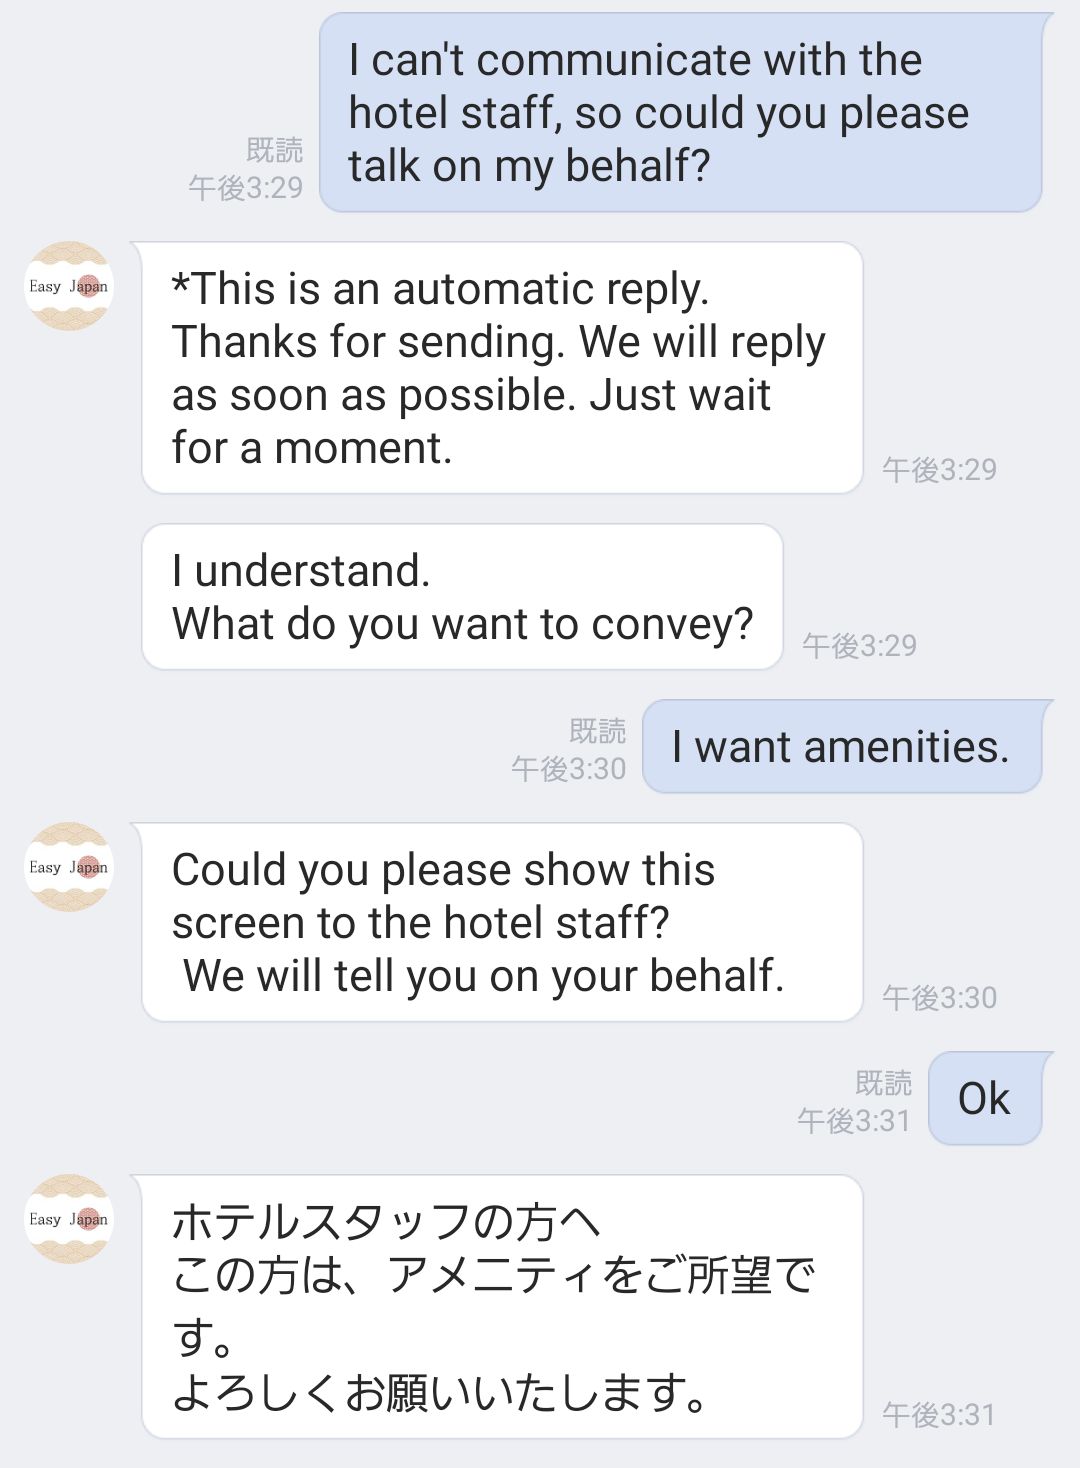 I can't communicate with the
hotel staff, so could you please
talk on my behalf?
既読
午後3:29
Easy Japan
*This is an automatic reply.
Thanks for sending. We will reply
as soon as possible. Just wait
for a moment.
午後3:29
I understand.
What do you want to convey?
午後3:29
既読
午後3:30
I want amenities.
Easy Japan
Could you please show this
screen to the hotel staff?
We will tell you on your behalf.
午後3:30
既読
午後3:31
Ok
Easy Japan
ホテルスタッフの方へ
この方は、アメニティをご所望で
す。
よろしくお願いいたします。
午後3:31